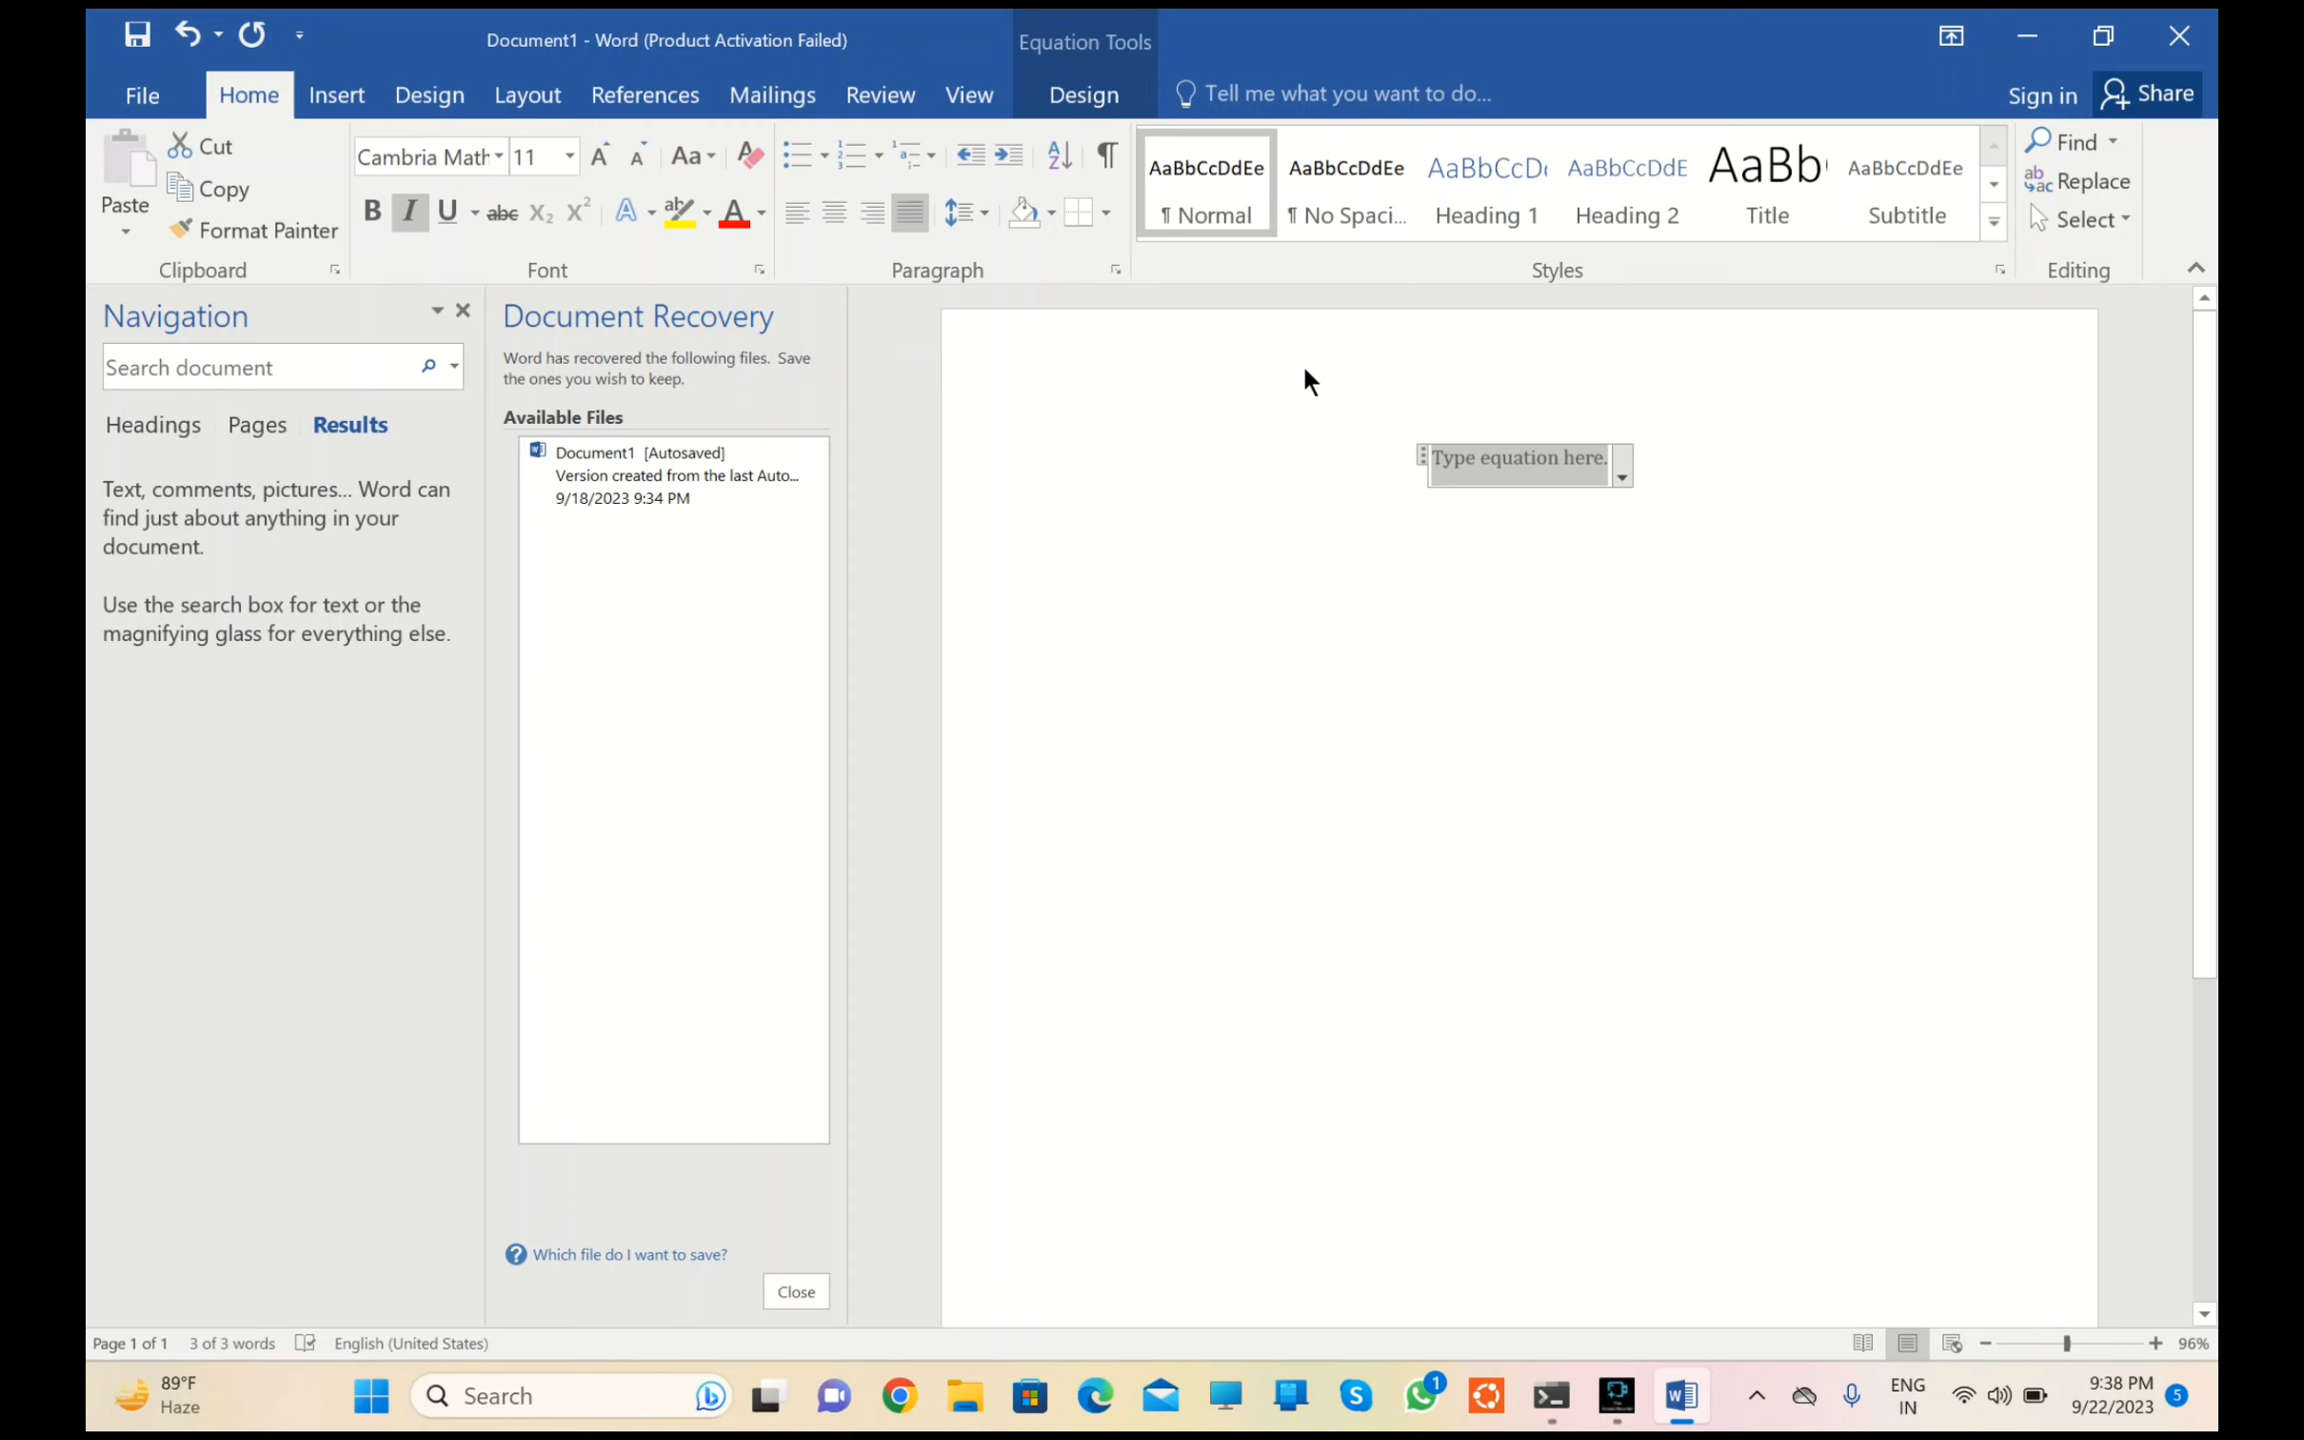 Document1 - Word (Product Activation Failed)
Equation Tools
File
Home
Insert
Design
Layout
References
Mailings
Review
View
Design
Tell me what you want to do...
Sign in
Share
Paste
Cut
Copy
Format Painter
Clipboard
Cambria Math
11
Aa
B
I
U
abc
X₂
X²
Font
Paragraph
AaBbCcDdEe
¶ Normal
AaBbCcDdEe
¶ No Spaci...
AaBbCcD
Heading 1
AaBbCcDdE
Heading 2
AaBb
Title
AaBbCcDdEe
Subtitle
Styles
Find
Replace
Select
Editing
Navigation
Search document
Headings
Pages
Results
Text, comments, pictures... Word can
find just about anything in your
document.
Use the search box for text or the
magnifying glass for everything else.
Document Recovery
Word has recovered the following files. Save
the ones you wish to keep.
Available Files
Document1 [Autosaved]
Version created from the last Auto...
9/18/2023 9:34 PM
Which file do I want to save?
Close
Type equation here.
Page 1 of 1
3 of 3 words
English (United States)
96%
89°F
Haze
Search
1
ENG
IN
9:38 PM
9/22/2023
5